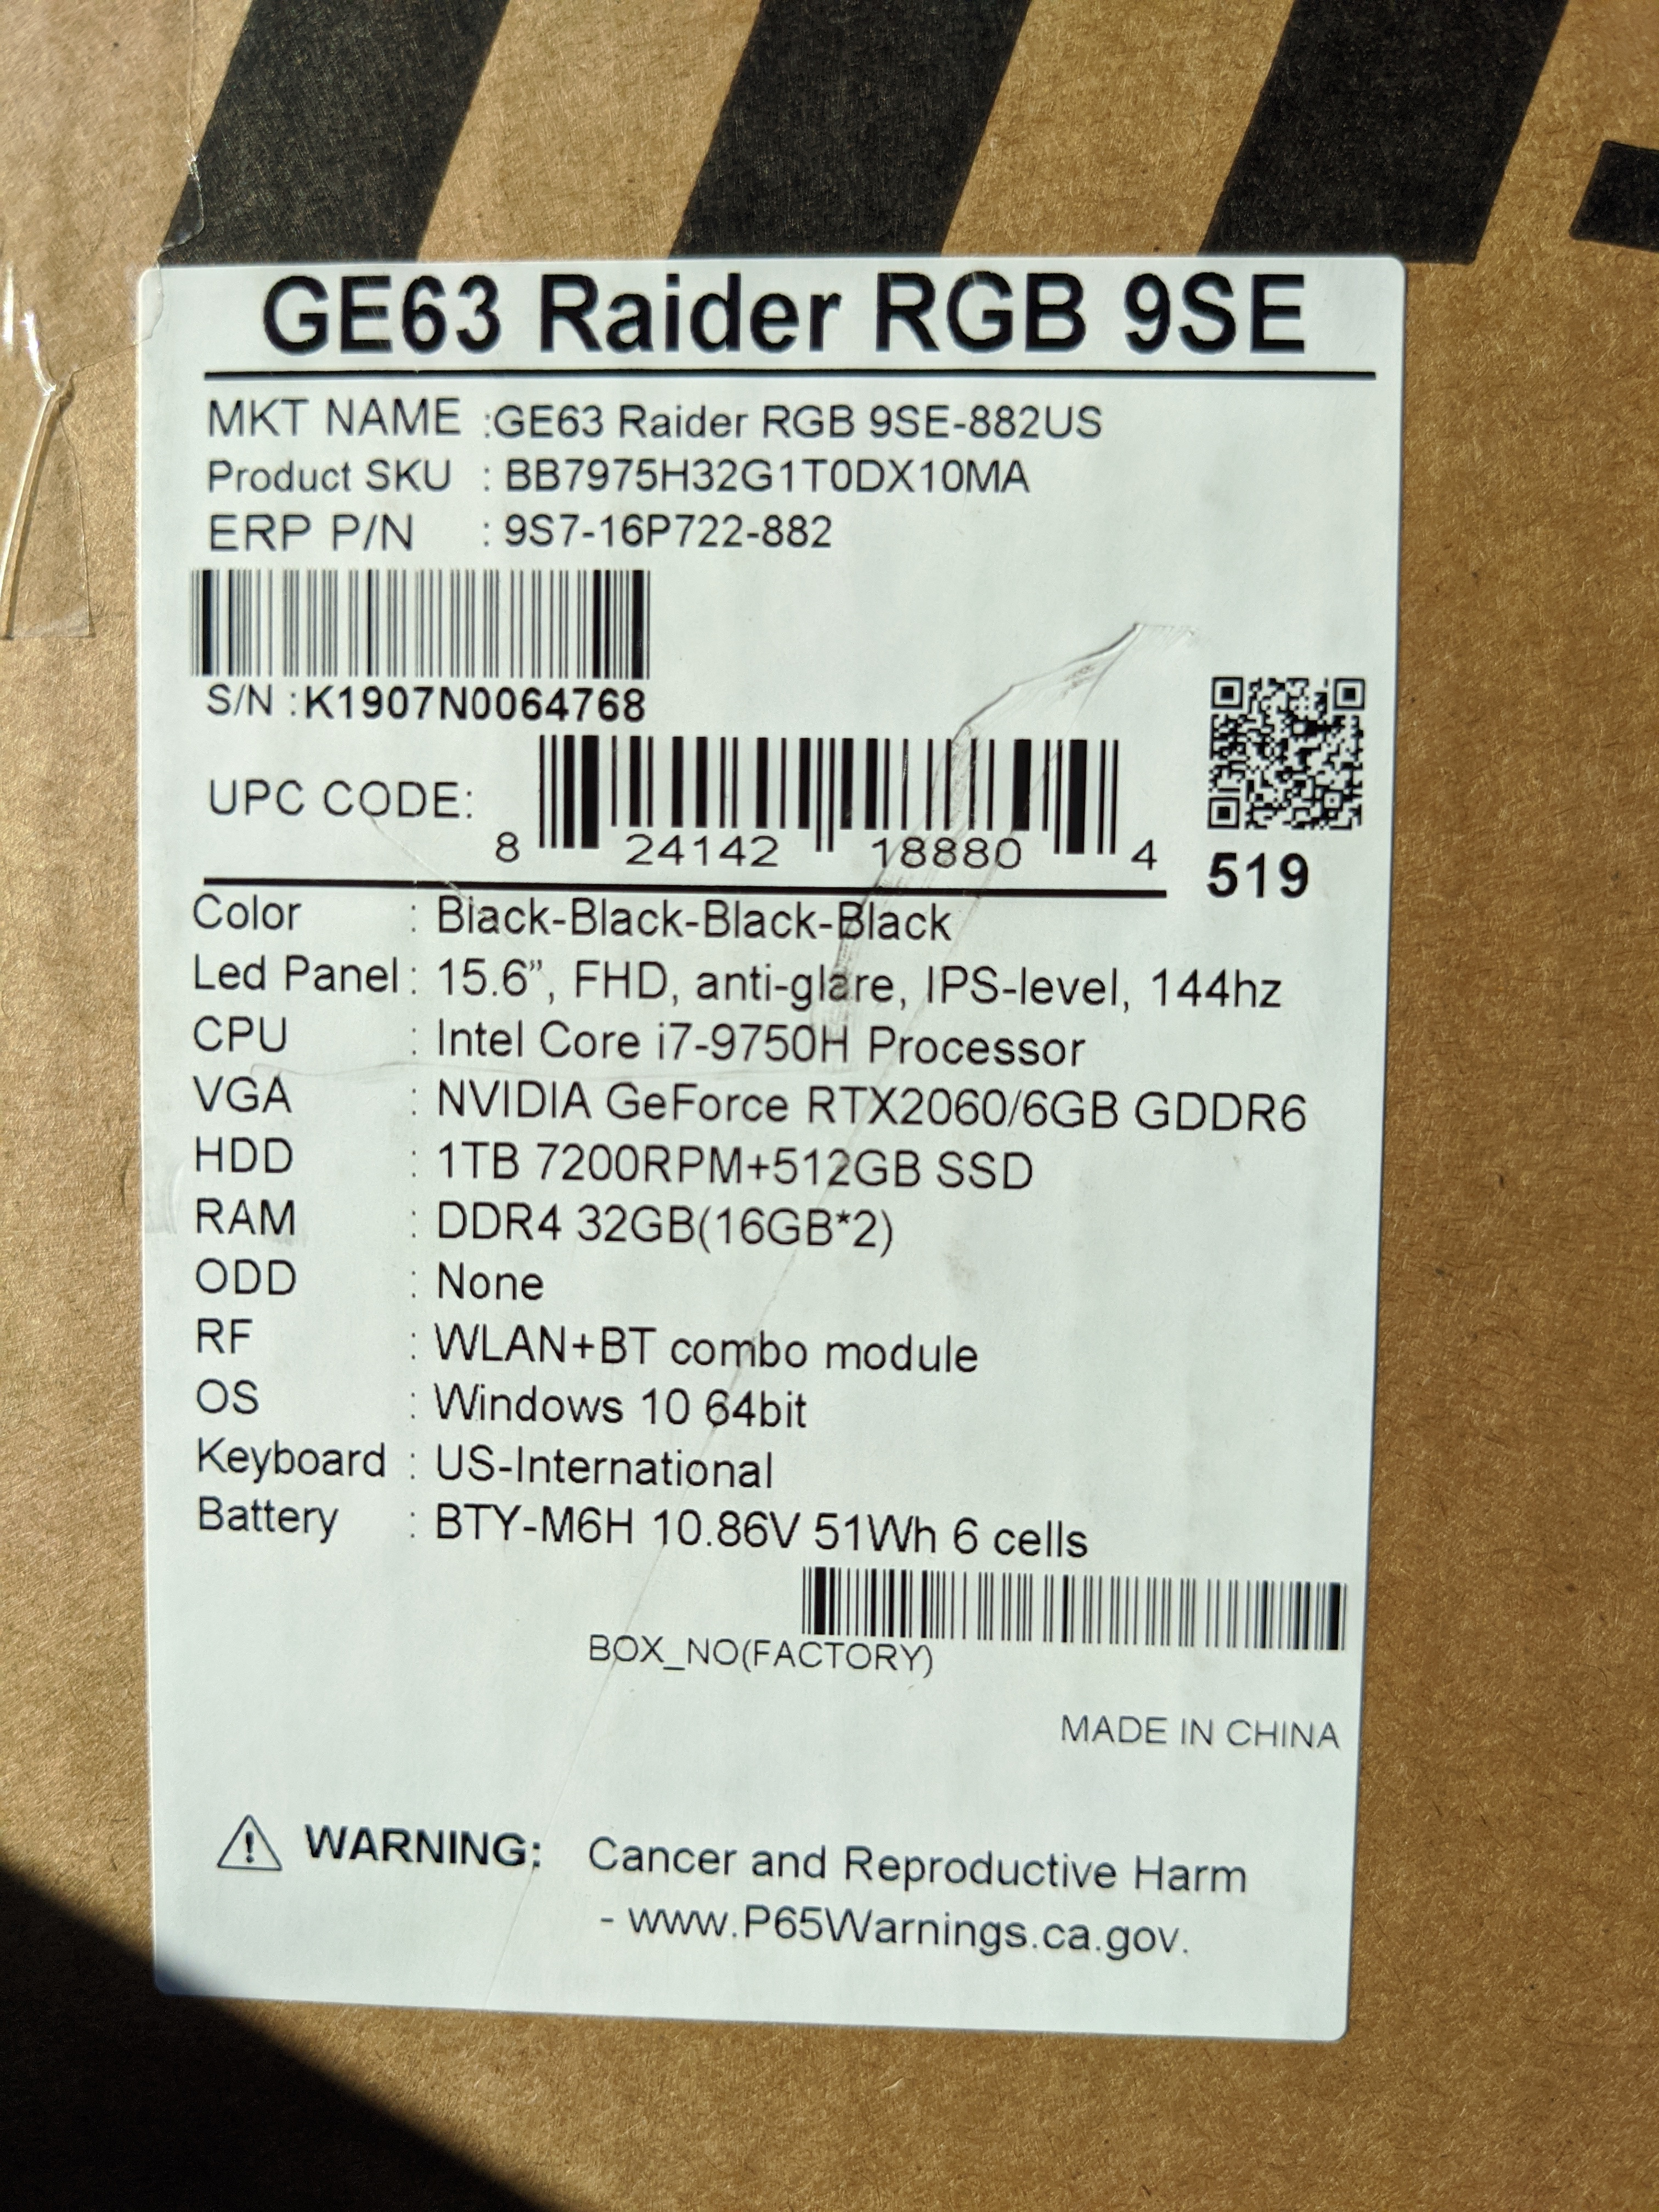 GE63 Raider RGB 9SE
MKT NAME :GE63 Raider RGB 9SE-882US
Product SKU : BB7975H32G1T0DX10MA
ERP P/N : 9S7-16P722-882
S/N :K1907N0064768
UPC CODE: 8 24142 18880 4
519
Color : Black-Black-Black-Black
Led Panel : 15.6”, FHD, anti-glare, IPS-level, 144hz
CPU : Intel Core i7-9750H Processor
VGA : NVIDIA GeForce RTX2060/6GB GDDR6
HDD : 1TB 7200RPM+512GB SSD
RAM : DDR4 32GB(16GB*2)
ODD : None
RF : WLAN+BT combo module
OS : Windows 10 64bit
Keyboard : US-International
Battery : BTY-M6H 10.86V 51Wh 6 cells
BOX_NO(FACTORY)
MADE IN CHINA
WARNING: Cancer and Reproductive Harm
- www.P65Warnings.ca.gov.